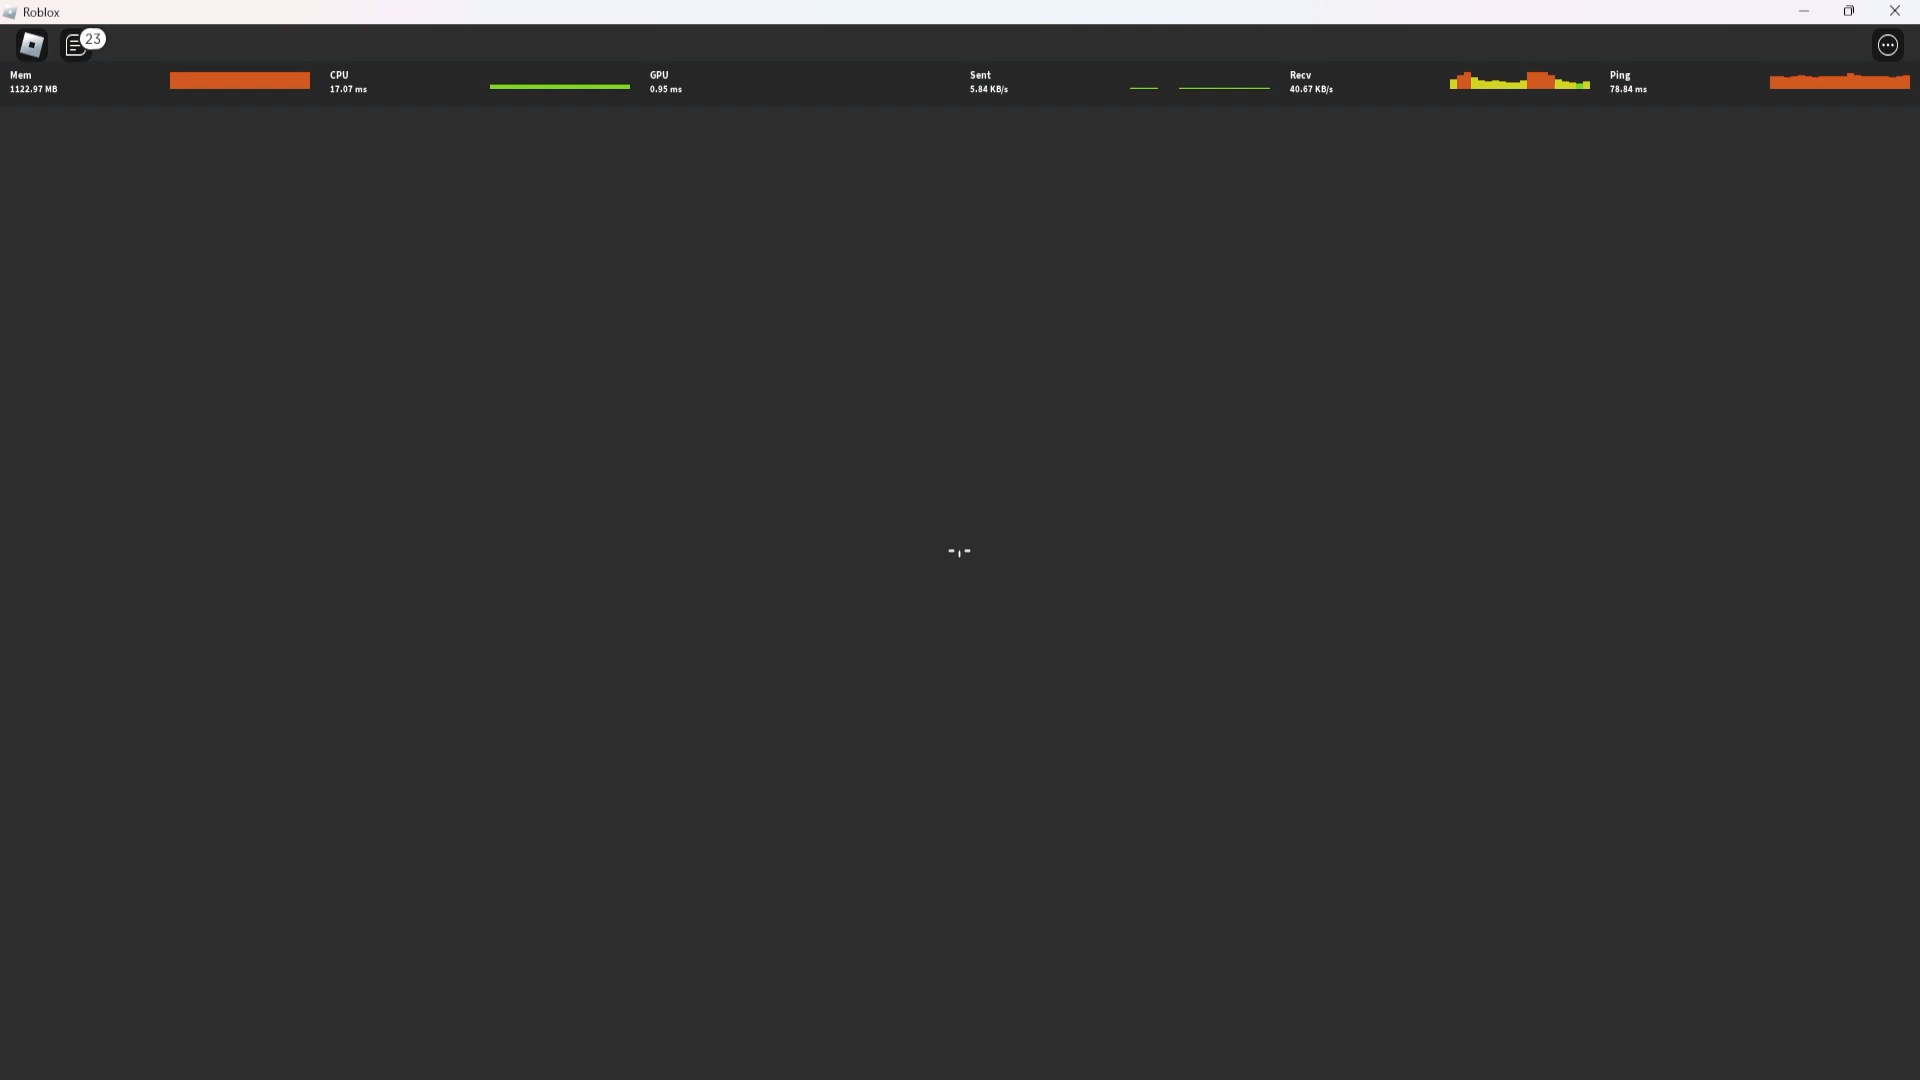 Roblox
23
Mem
1122.97 MB
CPU
17.07 ms
GPU
0.95 ms
Sent
5.84 KB/s
Recv
40.67 KB/s
Ping
78.84 ms